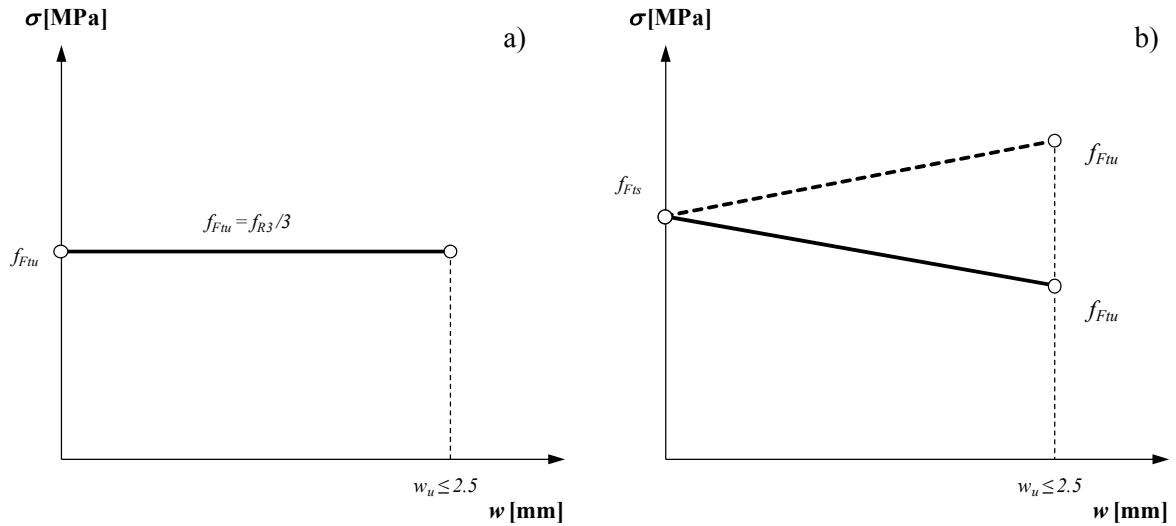 σ [MPa]
a)
f_Ftu = f_R3/3
f_Ftu
w_u ≤ 2.5
w [mm]
σ [MPa]
b)
f_Ftu
f_Fts
f_Ftu
w_u ≤ 2.5
w [mm]